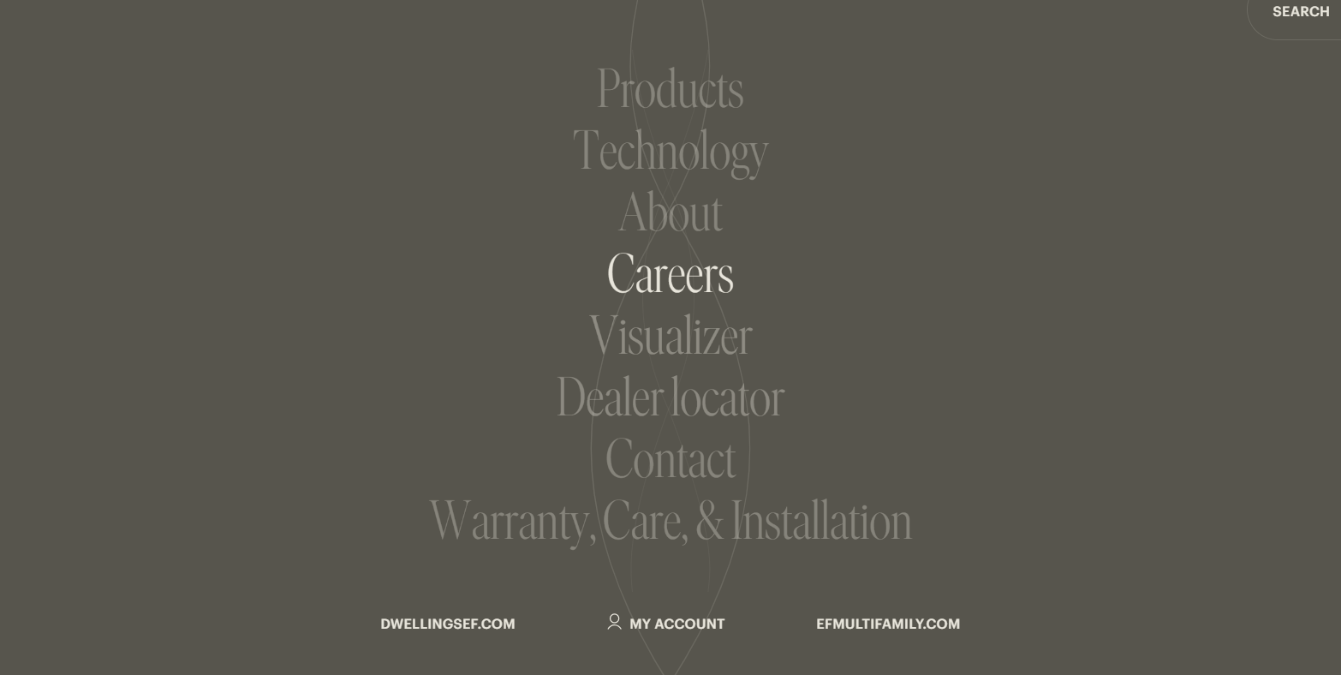 SEARCH
Products
Technology
About
Careers
Visualizer
Dealer locator
Contact
Warranty, Care, & Installation
DWELLINGSEF.COM
MY ACCOUNT
EFMULTIFAMILY.COM